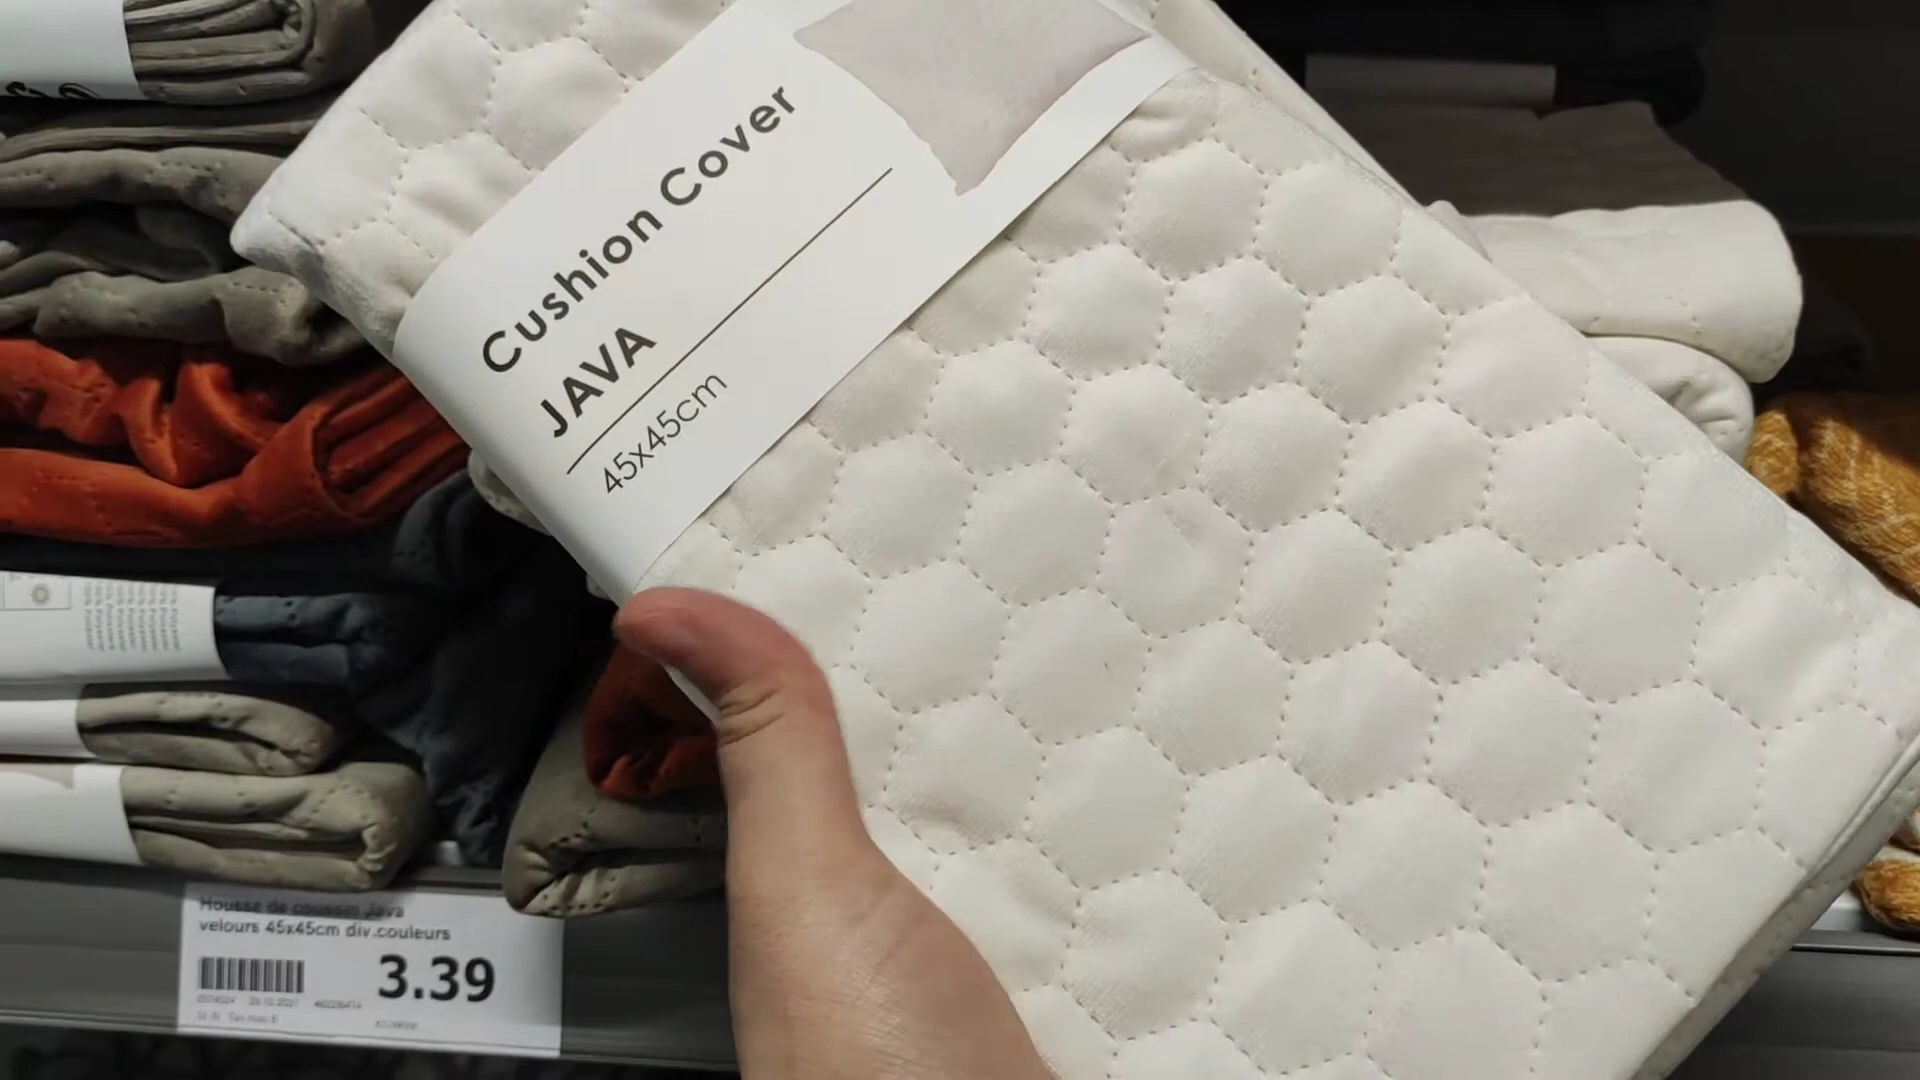 Cushion Cover
JAVA
45x45cm
Housse de coussin Java
velours 45x45cm div.couleurs
3.39